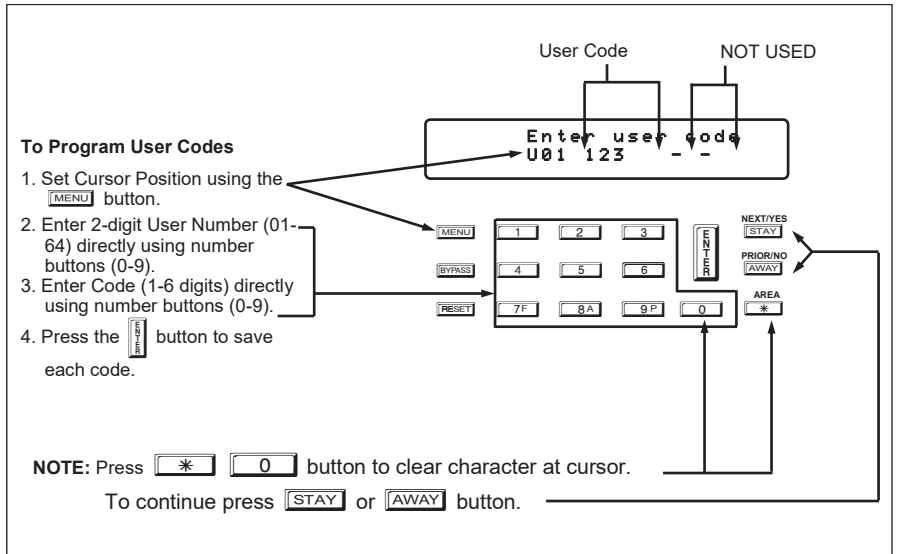 User Code NOT USED
Enter user code
U01 123 - -
To Program User Codes
1. Set Cursor Position using the
MENU button.
2. Enter 2-digit User Number (01-
64) directly using number
buttons (0-9).
3. Enter Code (1-6 digits) directly
using number buttons (0-9).
4. Press the ENTER button to save
each code.
MENU 1 2 3 ENTER NEXT/YES STAY
BYPASS 4 5 6 PRIOR/NO AWAY
RESET 7F 8A 9P 0 AREA *
NOTE: Press * 0 button to clear character at cursor.
To continue press STAY or AWAY button.